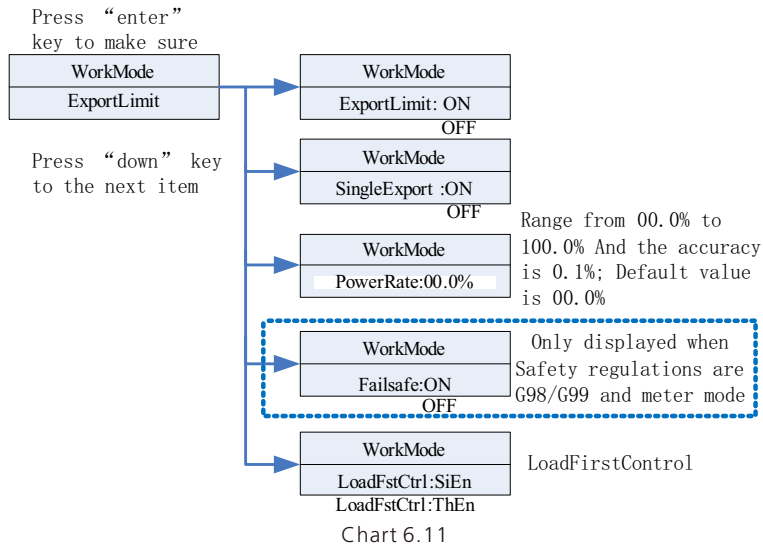 Press “enter”
key to make sure
WorkMode
ExportLimit
WorkMode
ExportLimit: ON
OFF
Press “down” key
to the next item
WorkMode
SingleExport :ON
OFF
WorkMode
PowerRate:00.0%
Range from 00.0% to
100.0% And the accuracy
is 0.1%; Default value
is 00.0%
WorkMode
Failsafe:ON
OFF
Only displayed when
Safety regulations are
G98/G99 and meter mode
WorkMode
LoadFstCtrl:SiEn
LoadFstCtrl:ThEn
LoadFirstControl
Chart 6.11